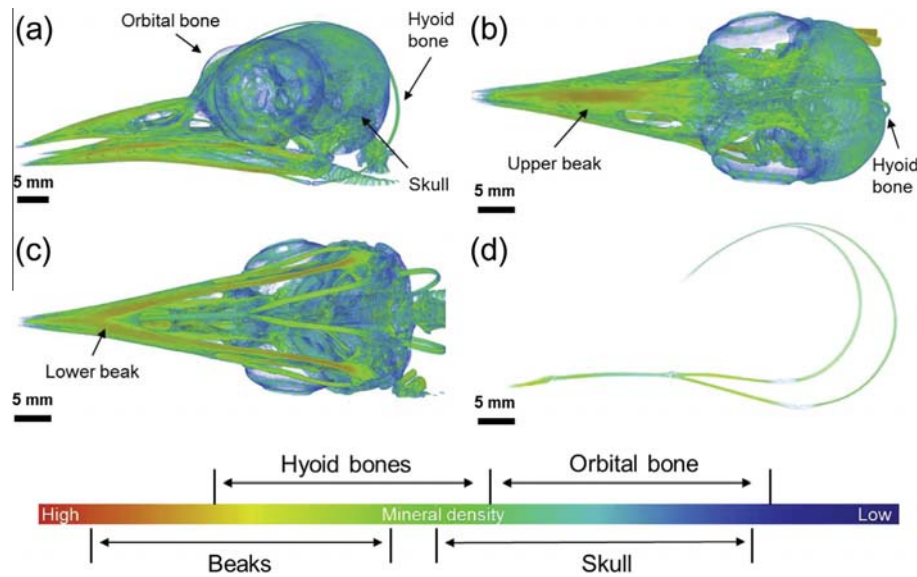 (a)
Orbital bone
Hyoid
bone
Skull
5 mm
(b)
Upper beak
Hyoid
bone
5 mm
(c)
Lower beak
5 mm
(d)
5 mm
Hyoid bones
Orbital bone
High
Mineral density
Low
Beaks
Skull